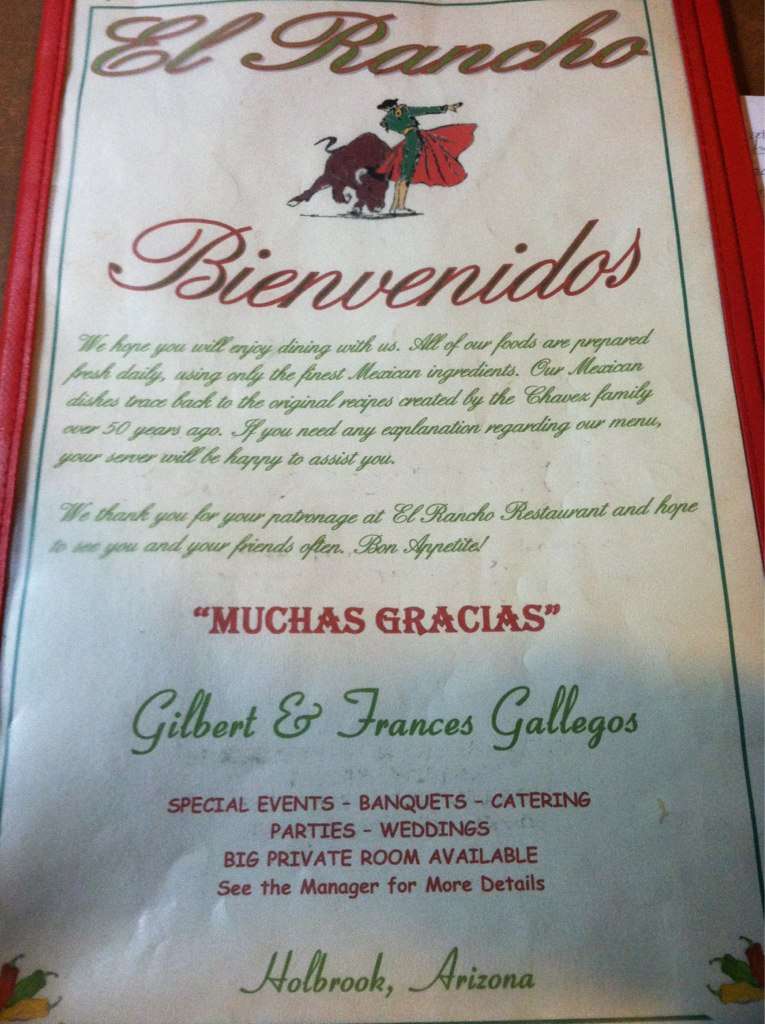 El Rancho
Bienvenidos
We hope you will enjoy dining with us. All of our foods are prepared
fresh daily, using only the finest Mexican ingredients. Our Mexican
dishes trace back to the original recipes created by the Chavez family
over 50 years ago. If you need any explanation regarding our menu,
your server will be happy to assist you.
We thank you for your patronage at El Rancho Restaurant and hope
to see you and your friends often. Bon Appetite!
"MUCHAS GRACIAS"
Gilbert & Frances Gallegos
SPECIAL EVENTS - BANQUETS - CATERING
PARTIES - WEDDINGS
BIG PRIVATE ROOM AVAILABLE
See the Manager for More Details
Holbrook, Arizona